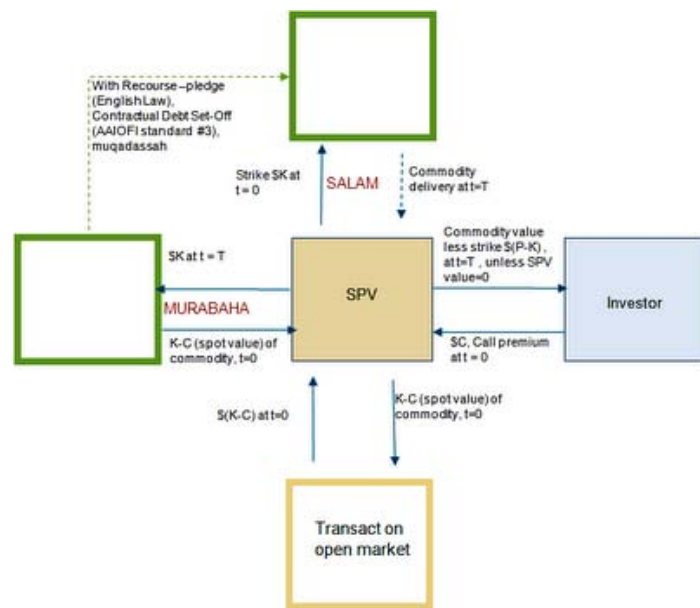 With Recourse –pledge
(English Law),
Contractual Debt Set-Off
(AAIOFI standard #3),
muqadassah
Strike $K at
t = 0
SALAM
Commodity
delivery at t=T
$K at t = T
MURABAHA
K-C (spot value) of
commodity, t=0
SPV
Commodity value
less strike $(P-K) ,
at t=T , unless SPV
value=0
$C, Call premium
at t = 0
Investor
$(K-C) at t=0
K-C (spot value) of
commodity, t=0
Transact on
open market